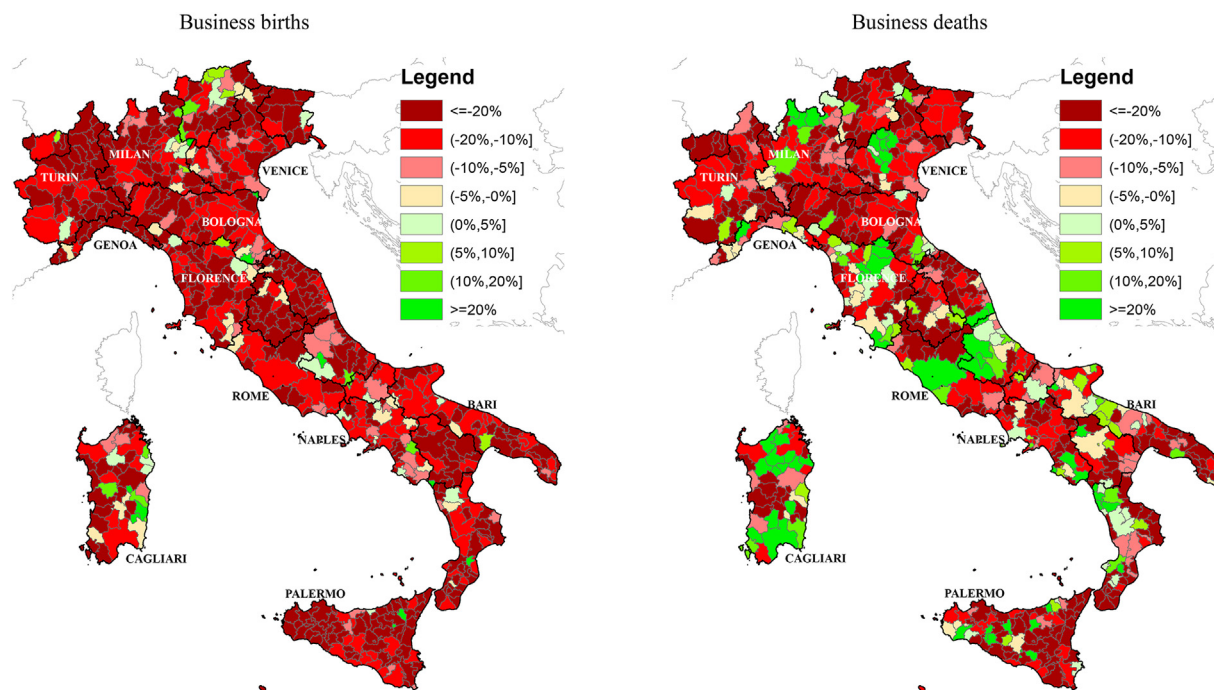 Business births
Legend
<=-20%
(-20%,-10%]
(-10%,-5%]
(-5%,-0%]
(0%,5%]
(5%,10%]
(10%,20%]
>=20%
MILAN
VENICE
TURIN
BOLOGNA
GENOA
FLORENCE
ROME
BARI
NAPLES
CAGLIARI
PALERMO
Business deaths
Legend
<=-20%
(-20%,-10%]
(-10%,-5%]
(-5%,-0%]
(0%,5%]
(5%,10%]
(10%,20%]
>=20%
MILAN
VENICE
TURIN
BOLOGNA
GENOA
FLORENCE
ROME
BARI
NAPLES
CAGLIARI
PALERMO